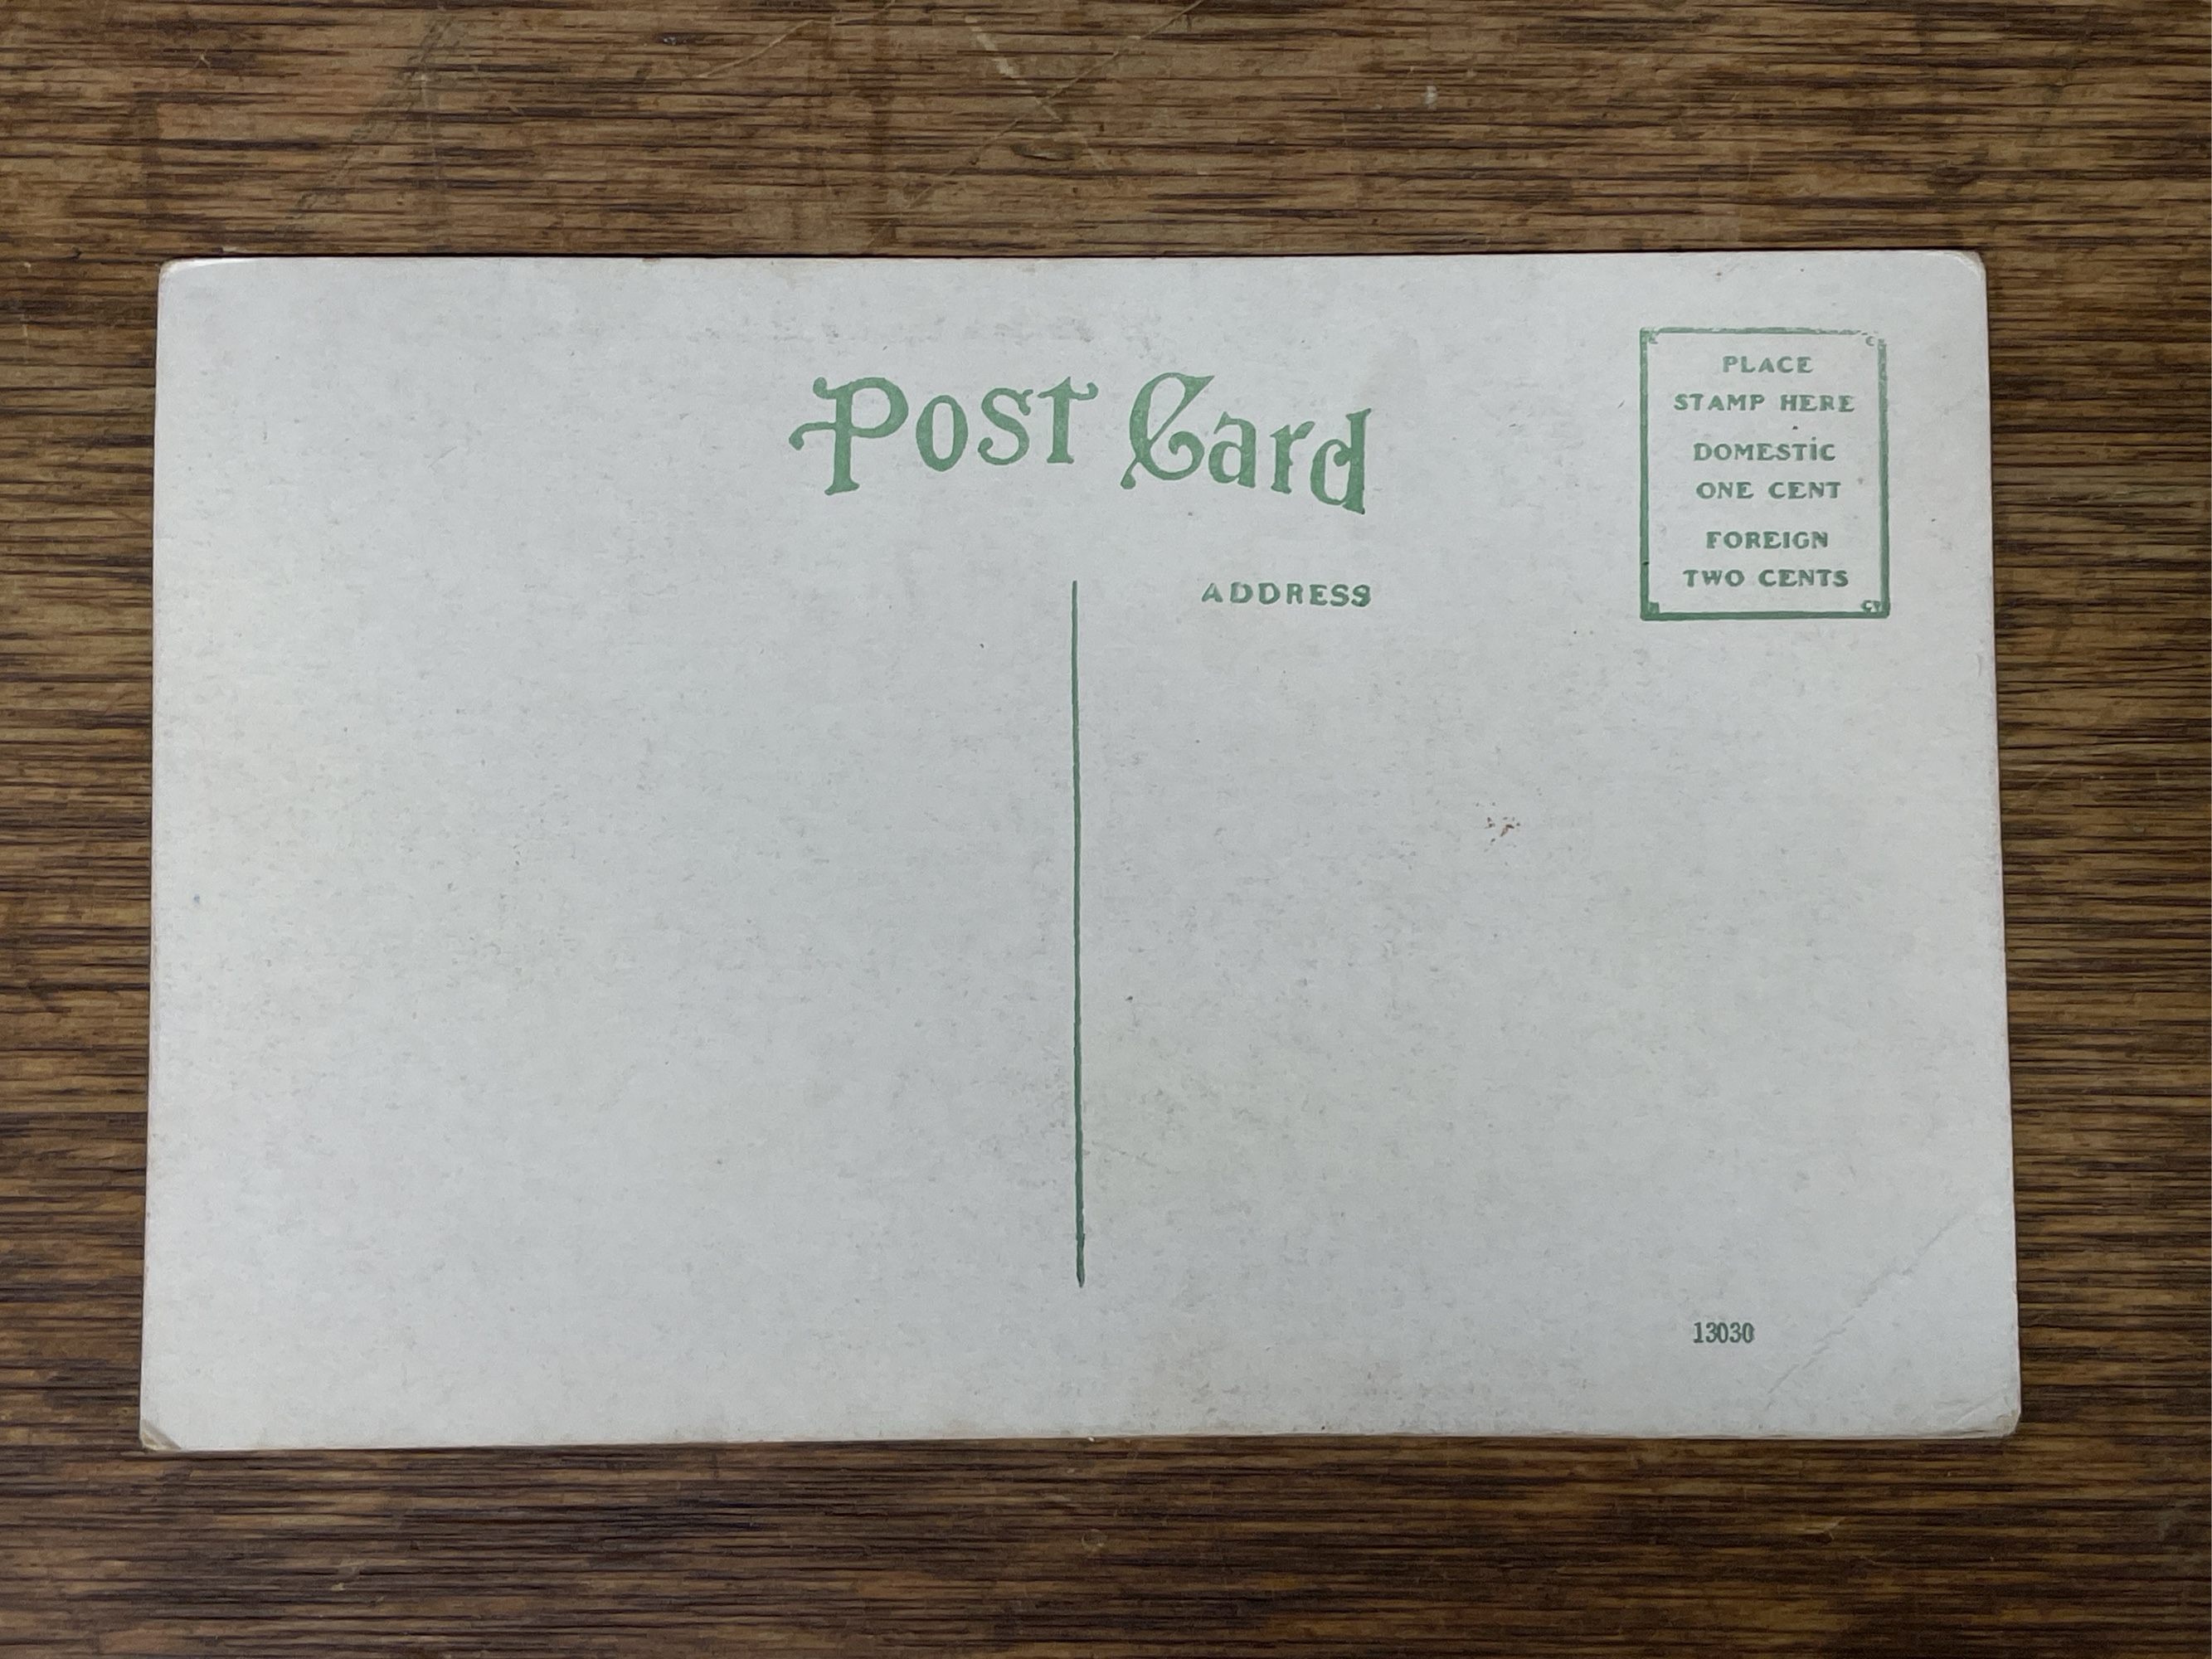 Post Card
PLACE
STAMP HERE
DOMESTIC
ONE CENT
FOREIGN
TWO CENTS
ADDRESS
13030